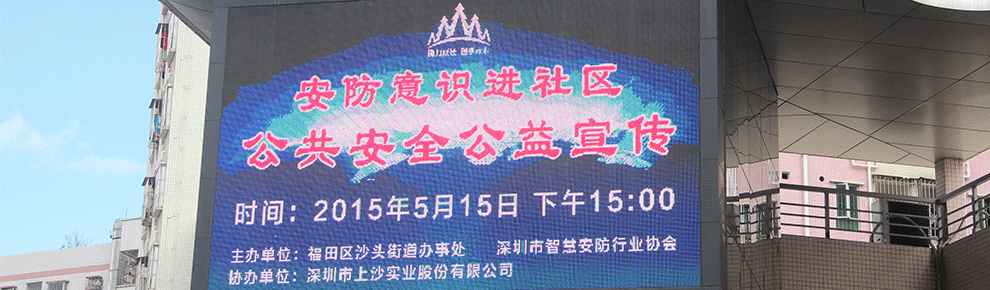 安防意识进社区
公共安全公益宣传
时间：2015年5月15日 下午15:00
主办单位：福田区沙头街道办事处 深圳市智慧安防行业协会
协办单位：深圳市上沙实业股份有限公司